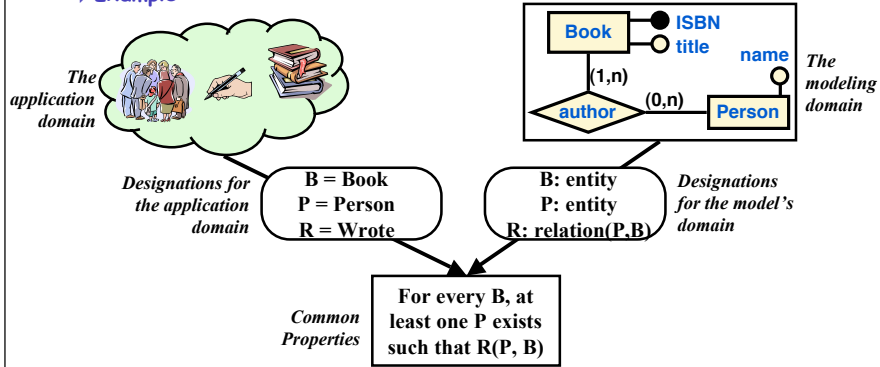 Example
The
application
domain
Book
ISBN
title
name
(1,n)
author
(0,n)
Person
The
modeling
domain
Designations for
the application
domain
B = Book
P = Person
R = Wrote
B: entity
P: entity
R: relation(P,B)
Designations
for the model's
domain
Common
Properties
For every B, at
least one P exists
such that R(P, B)